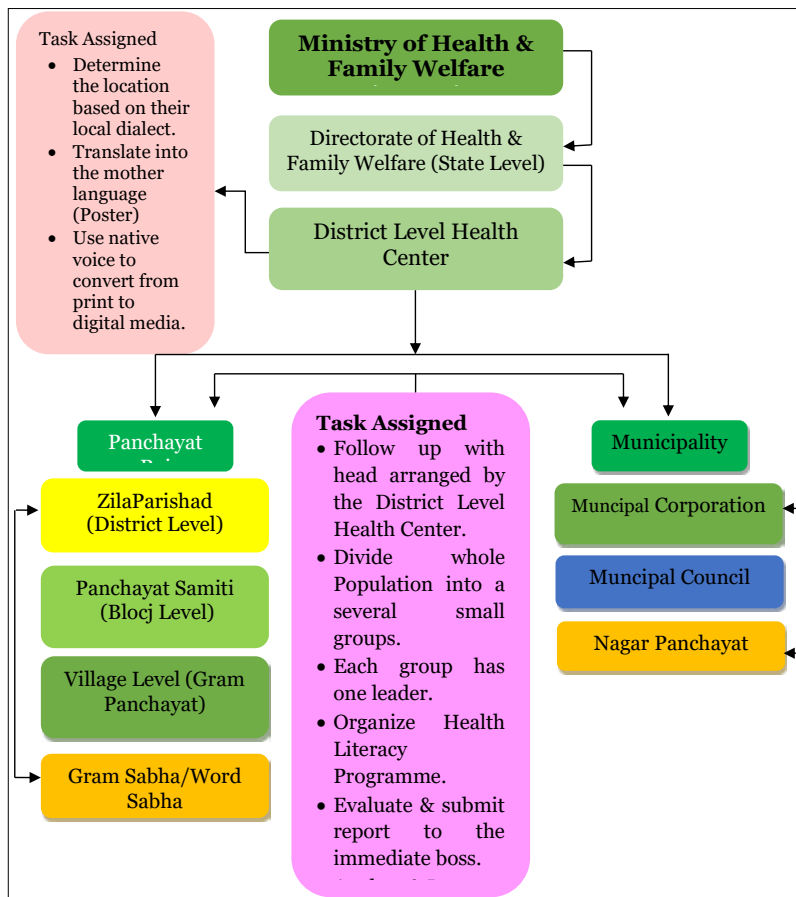 Task Assigned
• Determine
the location
based on their
local dialect.
• Translate into
the mother
language
(Poster)
• Use native
voice to
convert from
print to
digital media.
Ministry of Health &
Family Welfare
Directorate of Health &
Family Welfare (State Level)
District Level Health
Center
Panchayat
ZilaParishad
(District Level)
Panchayat Samiti
(Blocj Level)
Village Level (Gram
Panchayat)
Gram Sabha/Word
Sabha
Task Assigned
• Follow up with
head arranged by
the District Level
Health Center.
• Divide whole
Population into a
several small
groups.
• Each group has
one leader.
• Organize Health
Literacy
Programme.
• Evaluate & submit
report to the
immediate boss.
Municipality
Muncipal Corporation
Muncipal Council
Nagar Panchayat